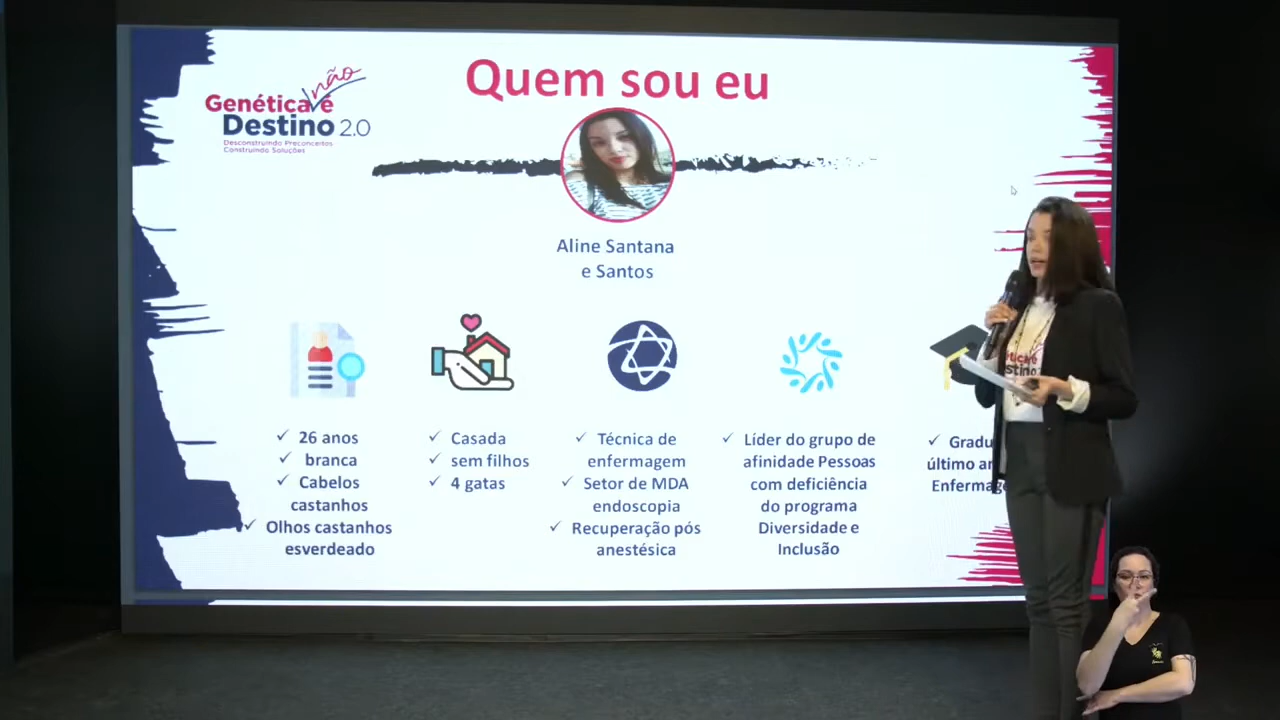 Quem sou eu
não
Genética é
Destino 2.0
Desconstruindo Preconceitos
Construindo Soluções
Aline Santana
e Santos
26 anos
branca
Cabelos
castanhos
Olhos castanhos
esverdeado
Casada
sem filhos
4 gatas
Técnica de
enfermagem
Setor de MDA
endoscopia
Recuperação pós
anestésica
Líder do grupo de
afinidade Pessoas
com deficiência
do programa
Diversidade e
Inclusão
último